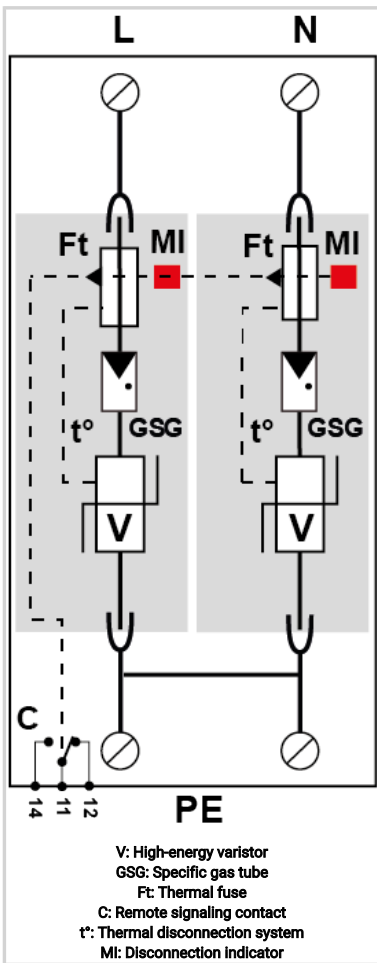 L N
Ft MI Ft MI
t° GSG t° GSG
V V
C
14 11 12
PE
V: High-energy varistor
GSG: Specific gas tube
Ft: Thermal fuse
C: Remote signaling contact
t°: Thermal disconnection system
MI: Disconnection indicator